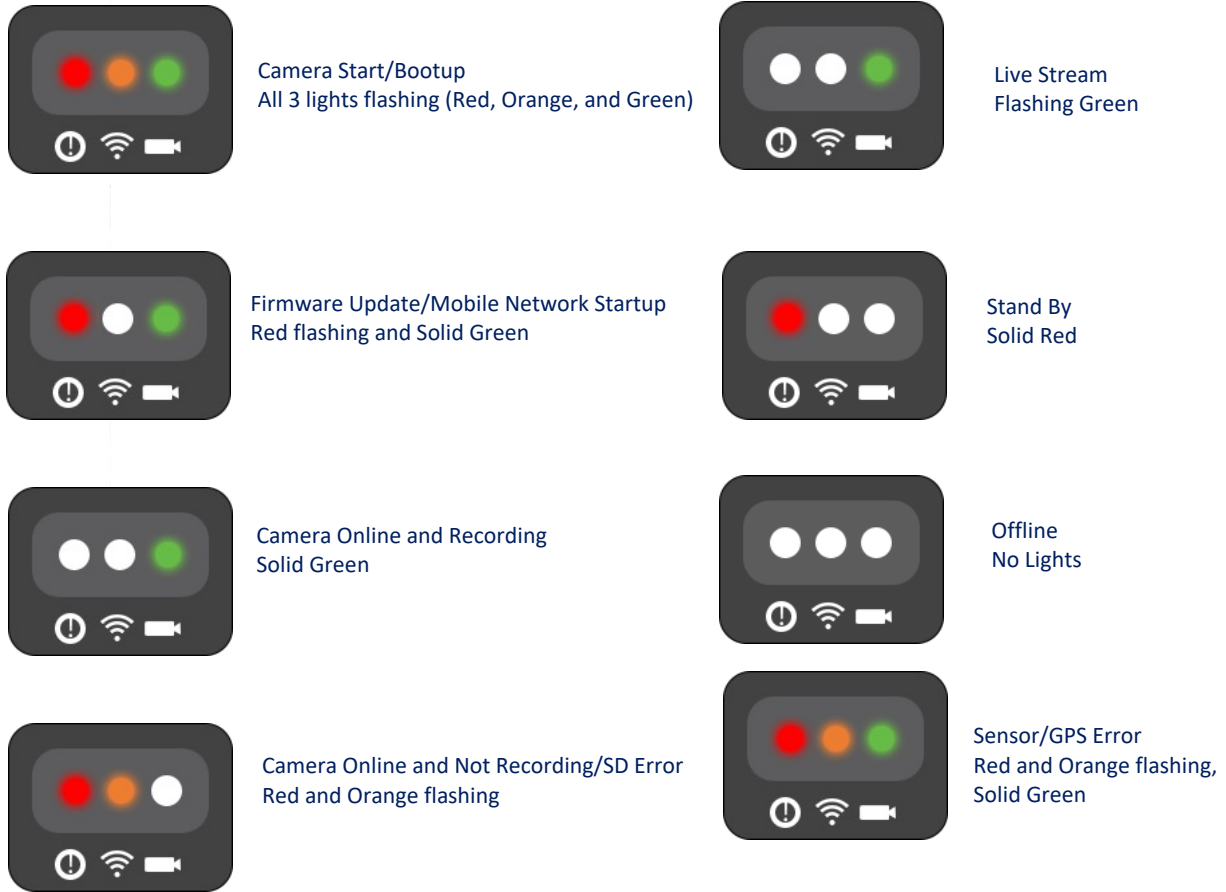 Camera Start/Bootup
All 3 lights flashing (Red, Orange, and Green)
Live Stream
Flashing Green
Firmware Update/Mobile Network Startup
Red flashing and Solid Green
Stand By
Solid Red
Camera Online and Recording
Solid Green
Offline
No Lights
Camera Online and Not Recording/SD Error
Red and Orange flashing
Sensor/GPS Error
Red and Orange flashing,
Solid Green